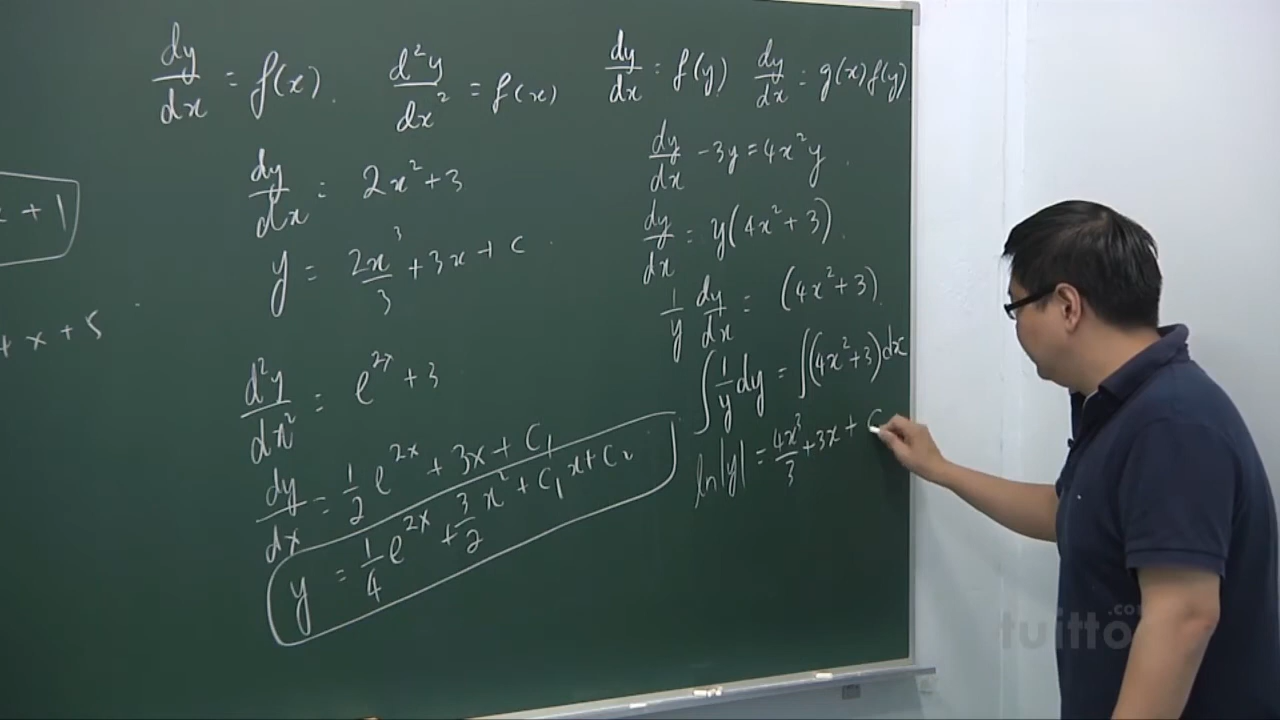 dy/dx = f(x)
d²y/dx² = f(x)
dy/dx = f(y)
dy/dx = g(x)f(y)
x + 1
4x + 5
dy/dx = 2x² + 3
y = 2x³/3 + 3x + c
d²y/dx² = e^(2x) + 3
dy/dx = 1/2 e^(2x) + 3x + C₁
y = 1/4 e^(2x) + 3/2 x² + C₁x + C₂
dy/dx - 3y = 4x²y
dy/dx = y(4x² + 3)
1/y dy/dx = (4x² + 3)
∫ 1/y dy = ∫(4x² + 3)dx
ln|y| = 4x³/3 + 3x + C
tuitto.com